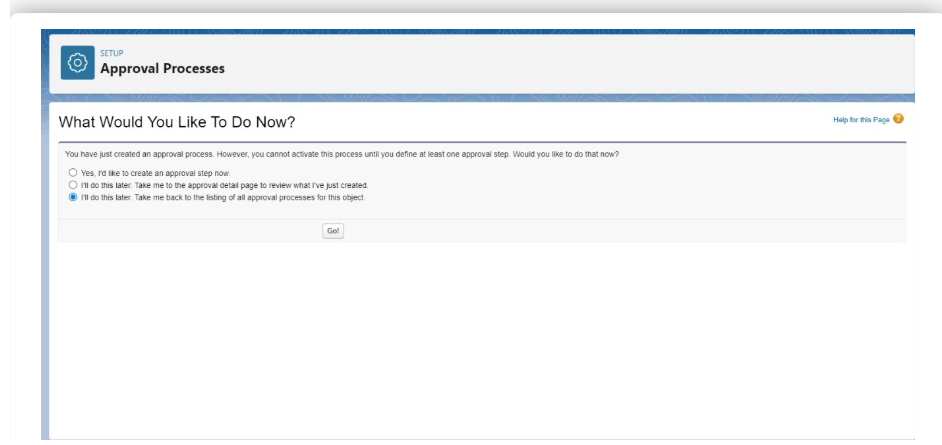 SETUP
Approval Processes
What Would You Like To Do Now?
Help for this Page
You have just created an approval process. However, you cannot activate this process until you define at least one approval step. Would you like to do that now?
Yes, I'd like to create an approval step now.
I'll do this later. Take me to the approval detail page to review what I've just created.
I'll do this later. Take me back to the listing of all approval processes for this object.
Go!